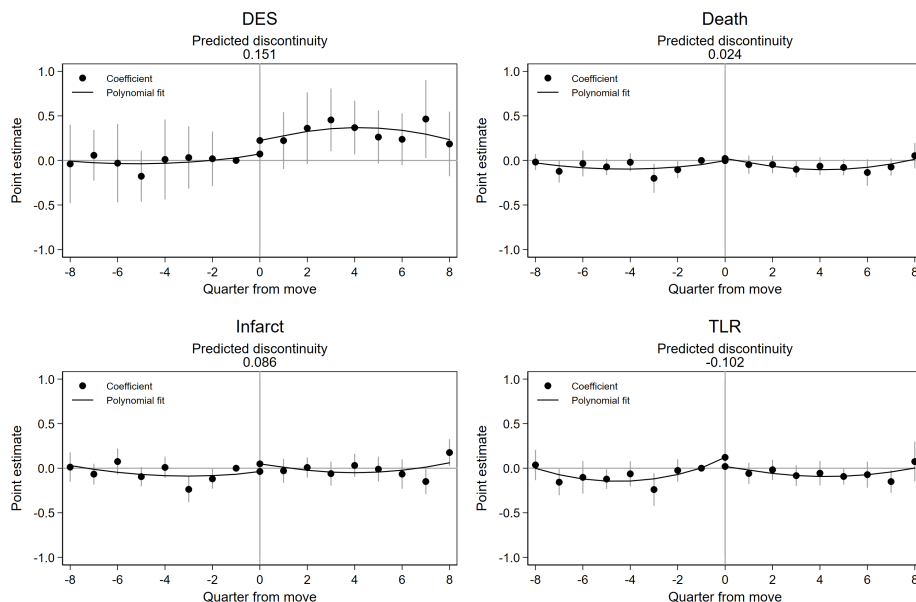 DES
Predicted discontinuity
0.151
Coefficient
Polynomial fit
1.0
0.5
0.0
-0.5
-1.0
Point estimate
-8 -6 -4 -2 0 2 4 6 8
Quarter from move
Death
Predicted discontinuity
0.024
Coefficient
Polynomial fit
1.0
0.5
0.0
-0.5
-1.0
Point estimate
-8 -6 -4 -2 0 2 4 6 8
Quarter from move
Infarct
Predicted discontinuity
0.086
Coefficient
Polynomial fit
1.0
0.5
0.0
-0.5
-1.0
Point estimate
-8 -6 -4 -2 0 2 4 6 8
Quarter from move
TLR
Predicted discontinuity
-0.102
Coefficient
Polynomial fit
1.0
0.5
0.0
-0.5
-1.0
Point estimate
-8 -6 -4 -2 0 2 4 6 8
Quarter from move